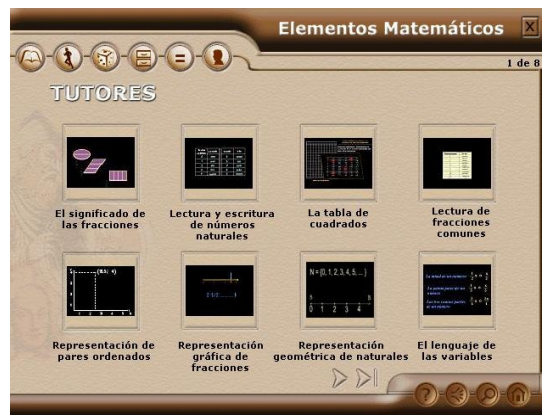 Elementos Matemáticos
X
1 de 8
TUTORES
El significado de
las fracciones
Lectura y escritura
de números
naturales
La tabla de
cuadrados
Lectura de
fracciones
comunes
N = {0, 1, 2, 3, 4, 5, ... }
0 1 2 3 4
Representación de
pares ordenados
Representación
gráfica de
fracciones
Representación
geométrica de naturales
El lenguaje de
las variables